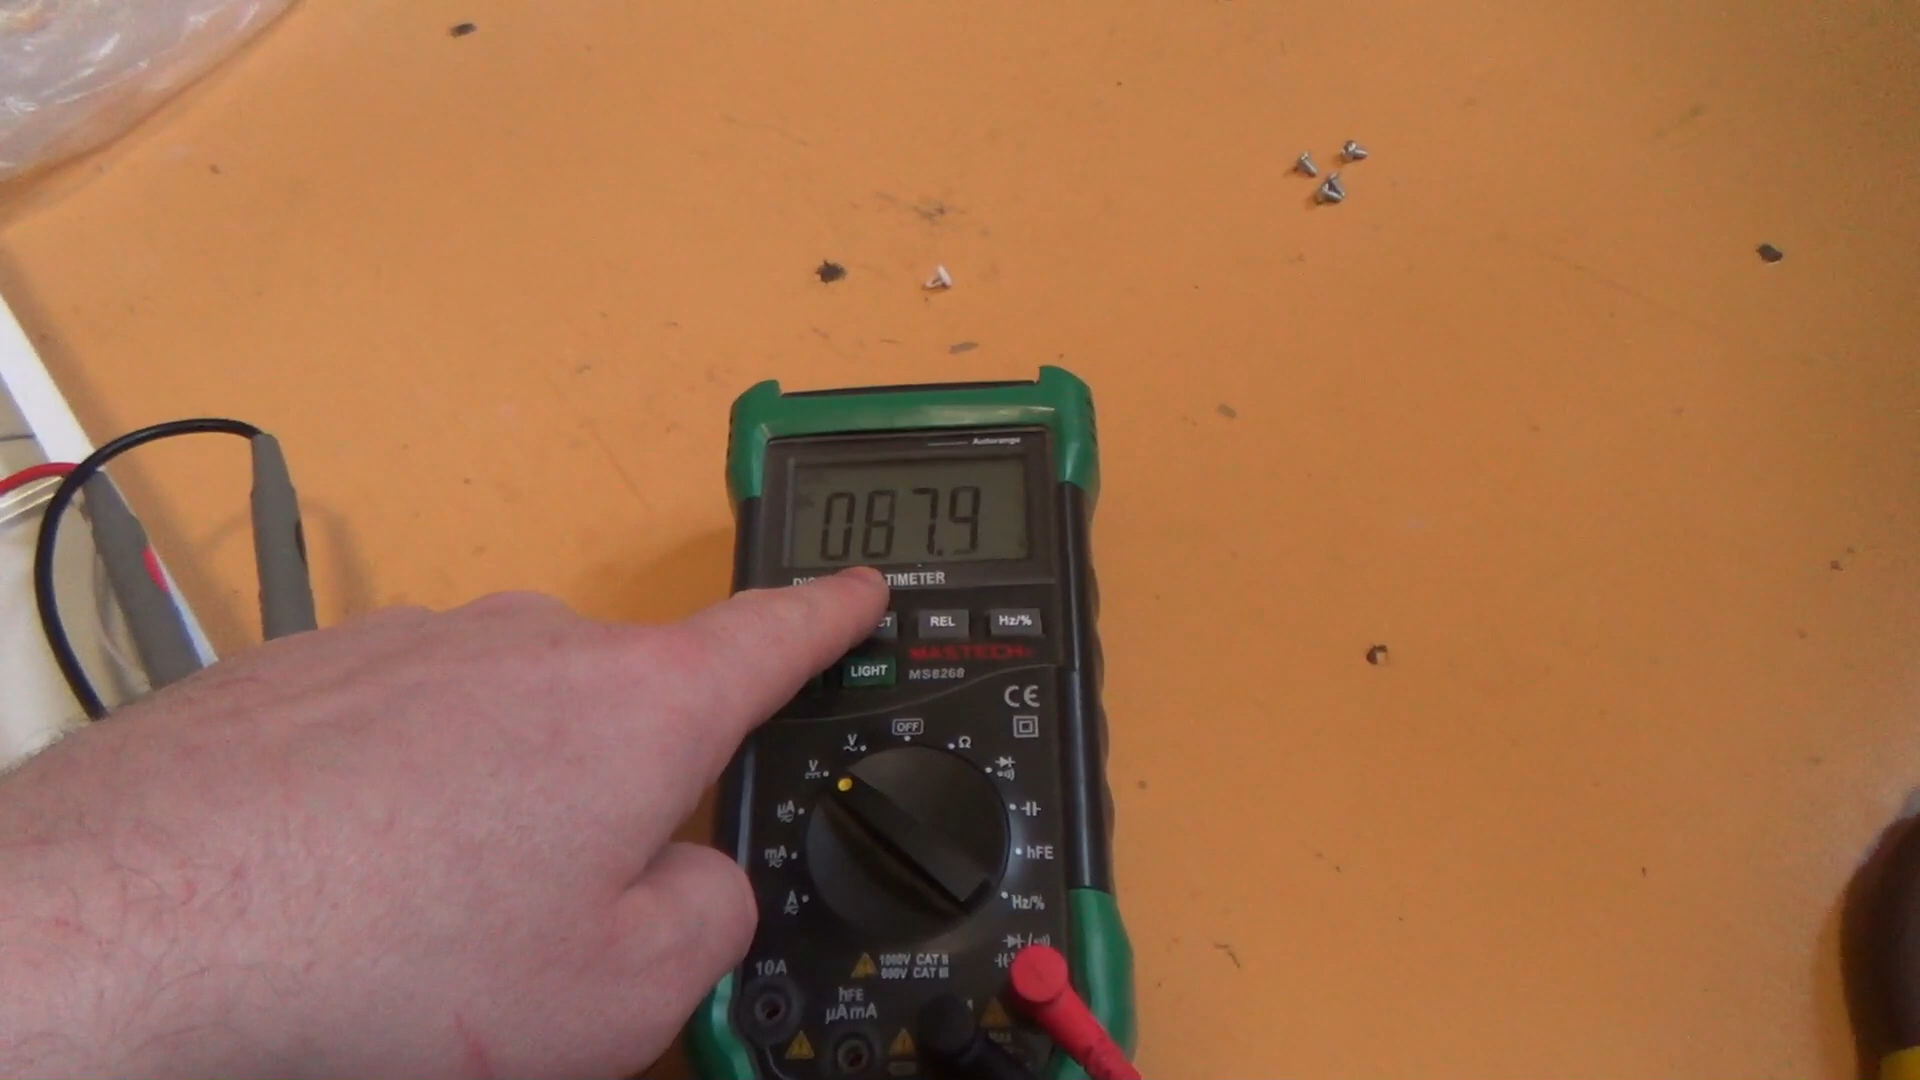 Autorange
087.9
TIMETER
REL
Hz/%
MASTECH
LIGHT
MS8268
CE
OFF
V
Ω
V
µA
mA
hFE
A
Hz/%
10A
1000V CAT II
600V CAT III
hFE
µAmA